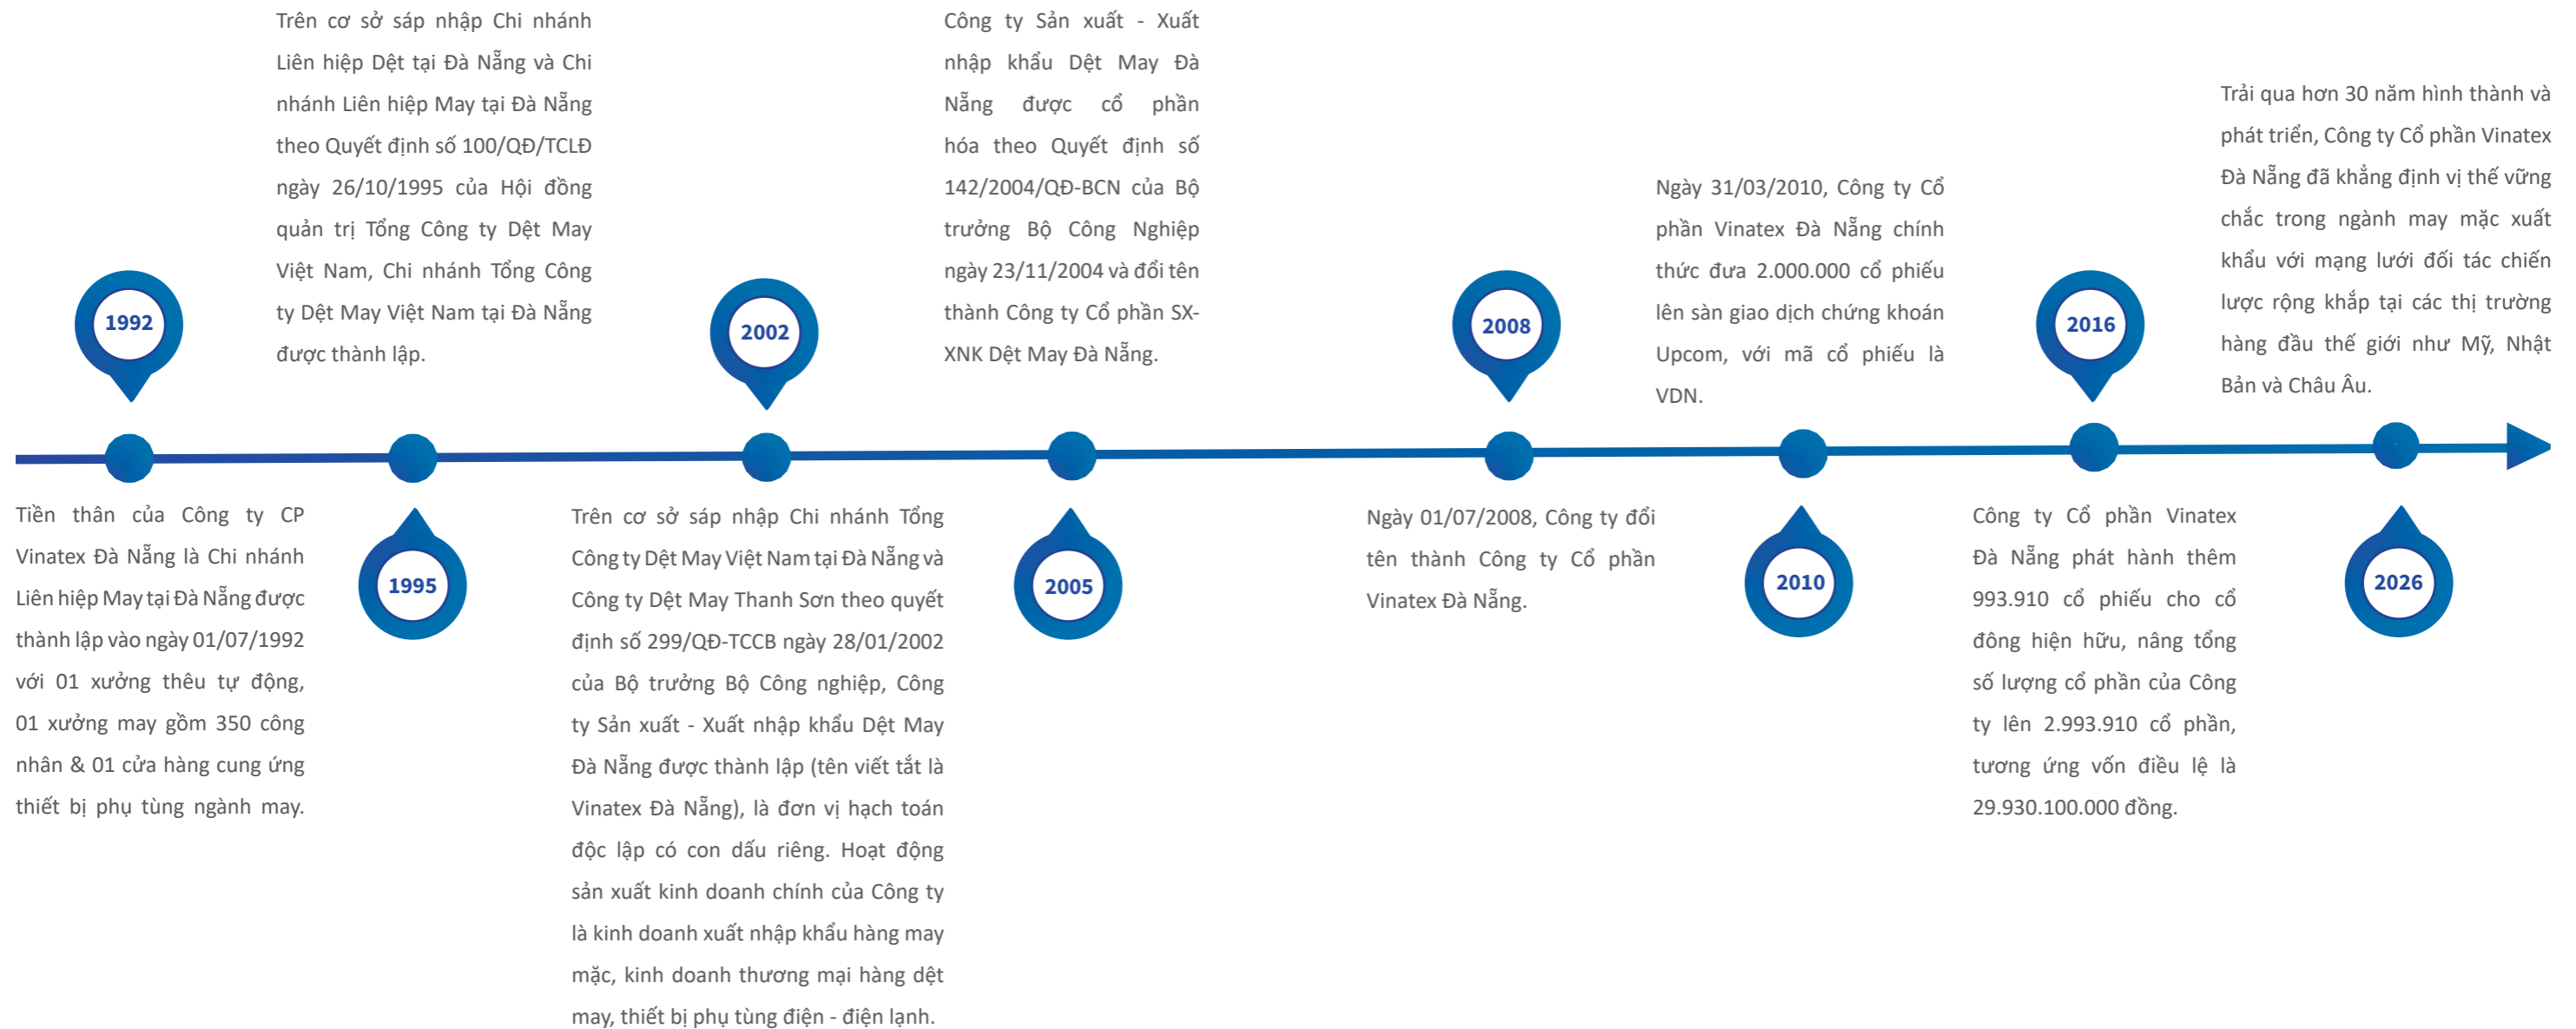 1992
Tiền thân của Công ty CP
Vinatex Đà Nẵng là Chi nhánh
Liên hiệp May tại Đà Nẵng được
thành lập vào ngày 01/07/1992
với 01 xưởng thêu tự động,
01 xưởng may gồm 350 công
nhân & 01 cửa hàng cung ứng
thiết bị phụ tùng ngành may.
Trên cơ sở sáp nhập Chi nhánh
Liên hiệp Dệt tại Đà Nẵng và Chi
nhánh Liên hiệp May tại Đà Nẵng
theo Quyết định số 100/QĐ/TCLĐ
ngày 26/10/1995 của Hội đồng
quản trị Tổng Công ty Dệt May
Việt Nam, Chi nhánh Tổng Công
ty Dệt May Việt Nam tại Đà Nẵng
được thành lập.
1995
2002
Trên cơ sở sáp nhập Chi nhánh Tổng
Công ty Dệt May Việt Nam tại Đà Nẵng và
Công ty Dệt May Thanh Sơn theo quyết
định số 299/QĐ-TCCB ngày 28/01/2002
của Bộ trưởng Bộ Công nghiệp, Công
ty Sản xuất - Xuất nhập khẩu Dệt May
Đà Nẵng được thành lập (tên viết tắt là
Vinatex Đà Nẵng), là đơn vị hạch toán
độc lập có con dấu riêng. Hoạt động
sản xuất kinh doanh chính của Công ty
là kinh doanh xuất nhập khẩu hàng may
mặc, kinh doanh thương mại hàng dệt
may, thiết bị phụ tùng điện - điện lạnh.
Công ty Sản xuất - Xuất
nhập khẩu Dệt May Đà
Nẵng được cổ phần
hóa theo Quyết định số
142/2004/QĐ-BCN của Bộ
trưởng Bộ Công Nghiệp
ngày 23/11/2004 và đổi tên
thành Công ty Cổ phần SX-
XNK Dệt May Đà Nẵng.
2005
2008
Ngày 01/07/2008, Công ty đổi
tên thành Công ty Cổ phần
Vinatex Đà Nẵng.
Ngày 31/03/2010, Công ty Cổ
phần Vinatex Đà Nẵng chính
thức đưa 2.000.000 cổ phiếu
lên sàn giao dịch chứng khoán
Upcom, với mã cổ phiếu là
VDN.
2010
2016
Công ty Cổ phần Vinatex
Đà Nẵng phát hành thêm
993.910 cổ phiếu cho cổ
đông hiện hữu, nâng tổng
số lượng cổ phần của Công
ty lên 2.993.910 cổ phần,
tương ứng vốn điều lệ là
29.930.100.000 đồng.
Trải qua hơn 30 năm hình thành và
phát triển, Công ty Cổ phần Vinatex
Đà Nẵng đã khẳng định vị thế vững
chắc trong ngành may mặc xuất
khẩu với mạng lưới đối tác chiến
lược rộng khắp tại các thị trường
hàng đầu thế giới như Mỹ, Nhật
Bản và Châu Âu.
2026